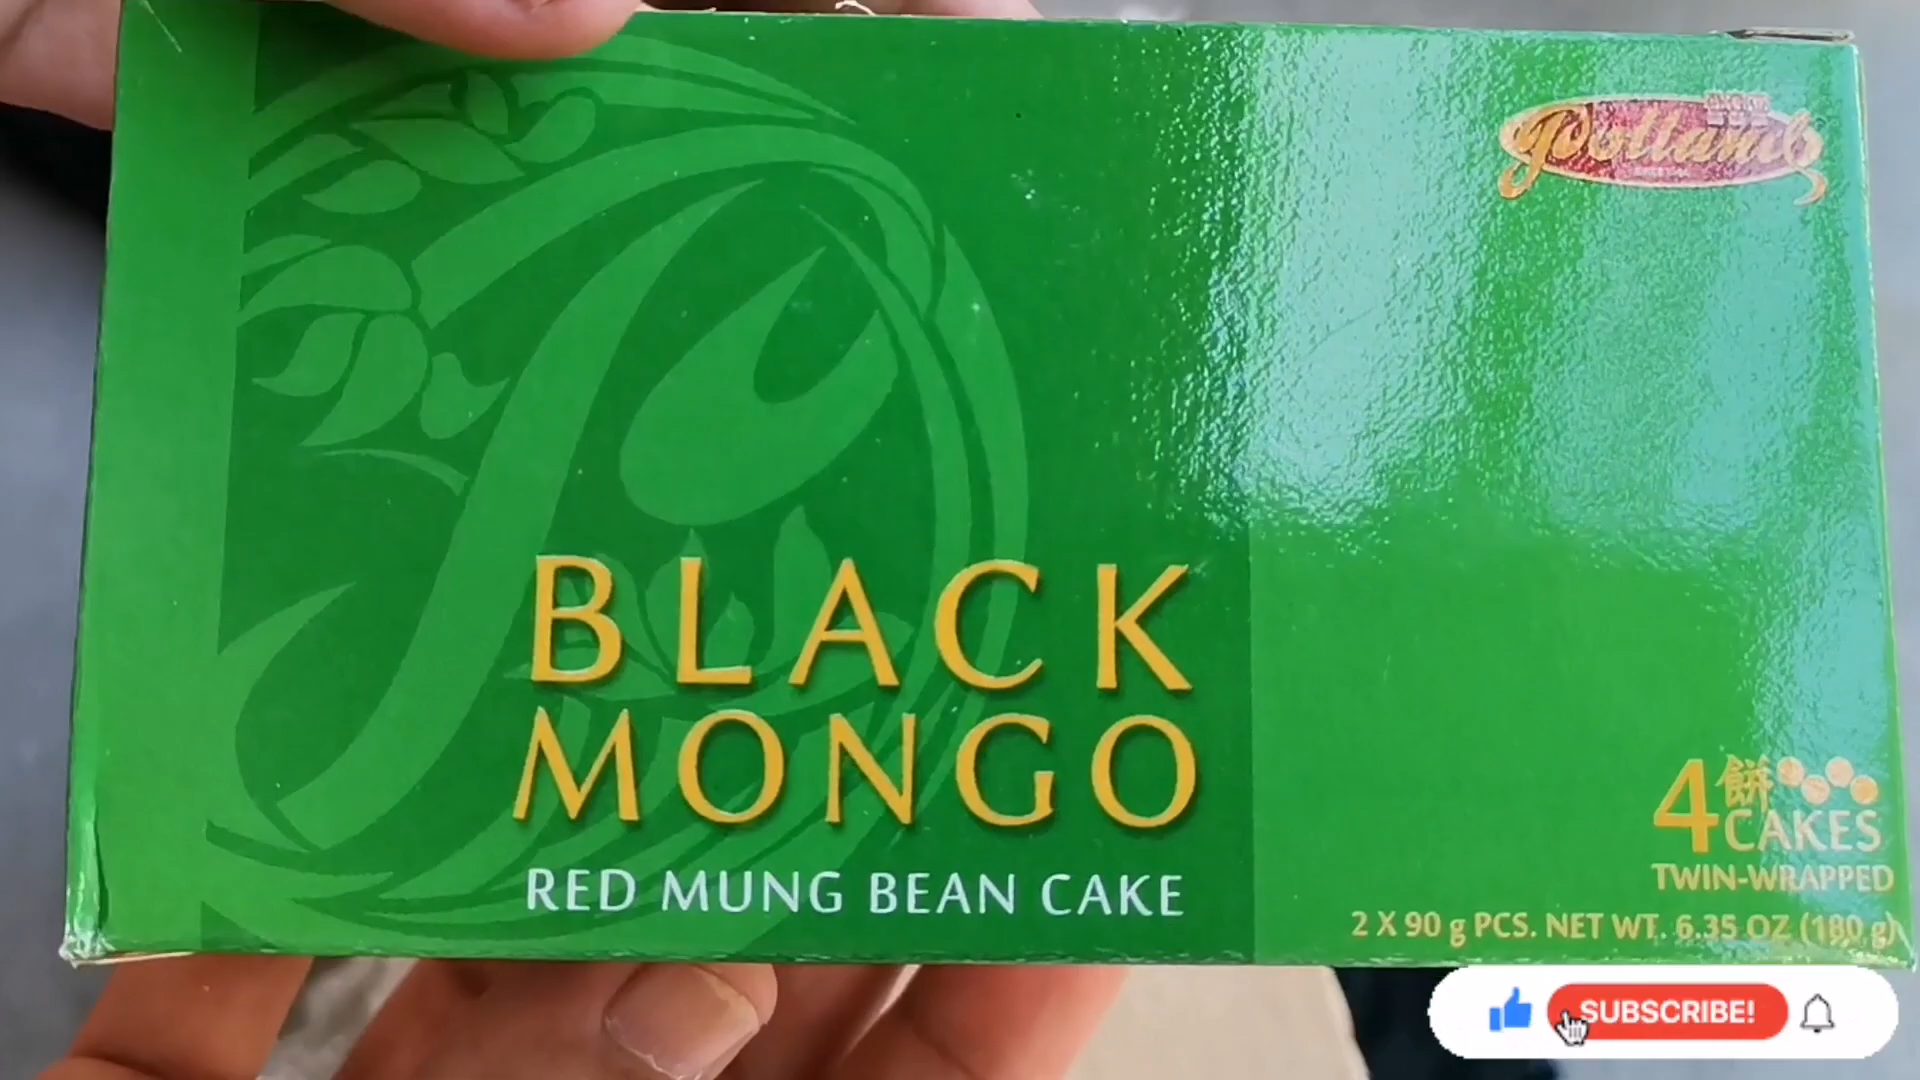 Polland
BLACK
MONGO
RED MUNG BEAN CAKE
4餅
CAKES
TWIN-WRAPPED
2 X 90 g PCS. NET WT. 6.35 OZ (180 g)
SUBSCRIBE!